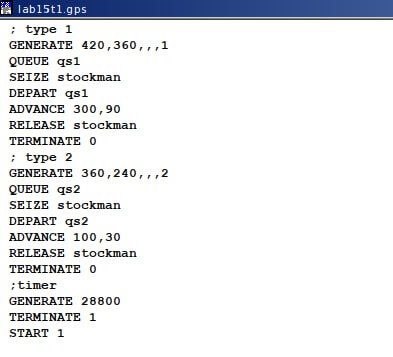 lab15t1.gps
; type 1
GENERATE 420,360,,,1
QUEUE qs1
SEIZE stockman
DEPART qs1
ADVANCE 300,90
RELEASE stockman
TERMINATE 0
; type 2
GENERATE 360,240,,,2
QUEUE qs2
SEIZE stockman
DEPART qs2
ADVANCE 100,30
RELEASE stockman
TERMINATE 0
;timer
GENERATE 28800
TERMINATE 1
START 1